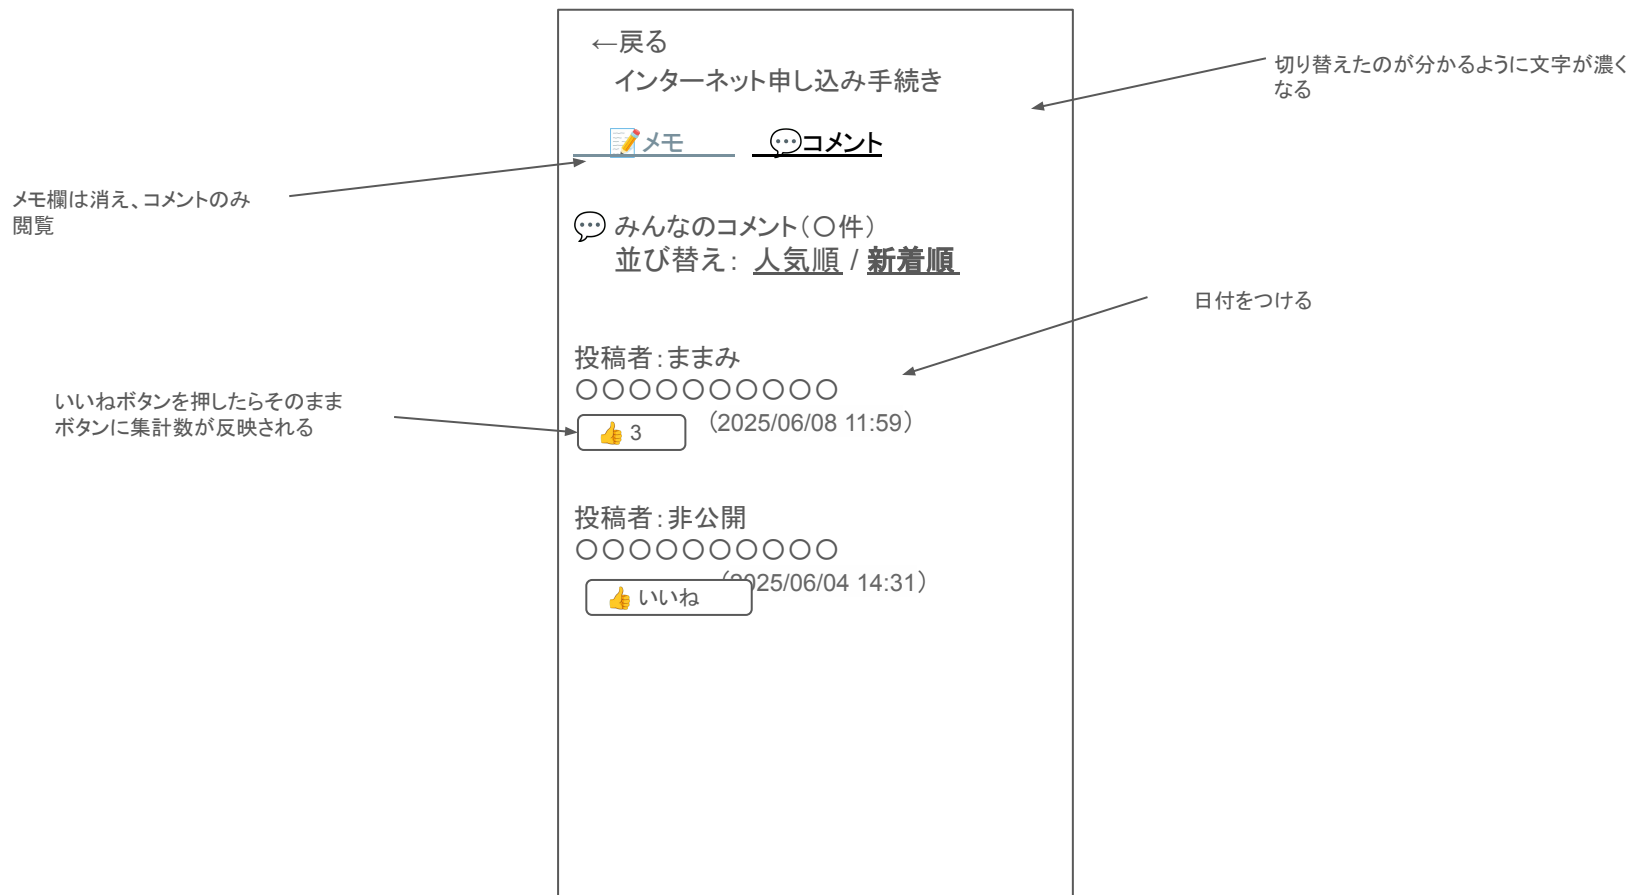 ←戻る
インターネット申し込み手続き
切り替えたのが分かるように文字が濃く
なる
📝メモ 💬コメント
メモ欄は消え、コメントのみ
閲覧
💬 みんなのコメント（〇件）
並び替え： 人気順 / 新着順
日付をつける
投稿者：ままみ
〇〇〇〇〇〇〇〇〇〇
いいねボタンを押したらそのまま
ボタンに集計数が反映される
👍 3 （2025/06/08 11:59）
投稿者：非公開
〇〇〇〇〇〇〇〇〇〇
👍 いいね （2025/06/04 14:31）